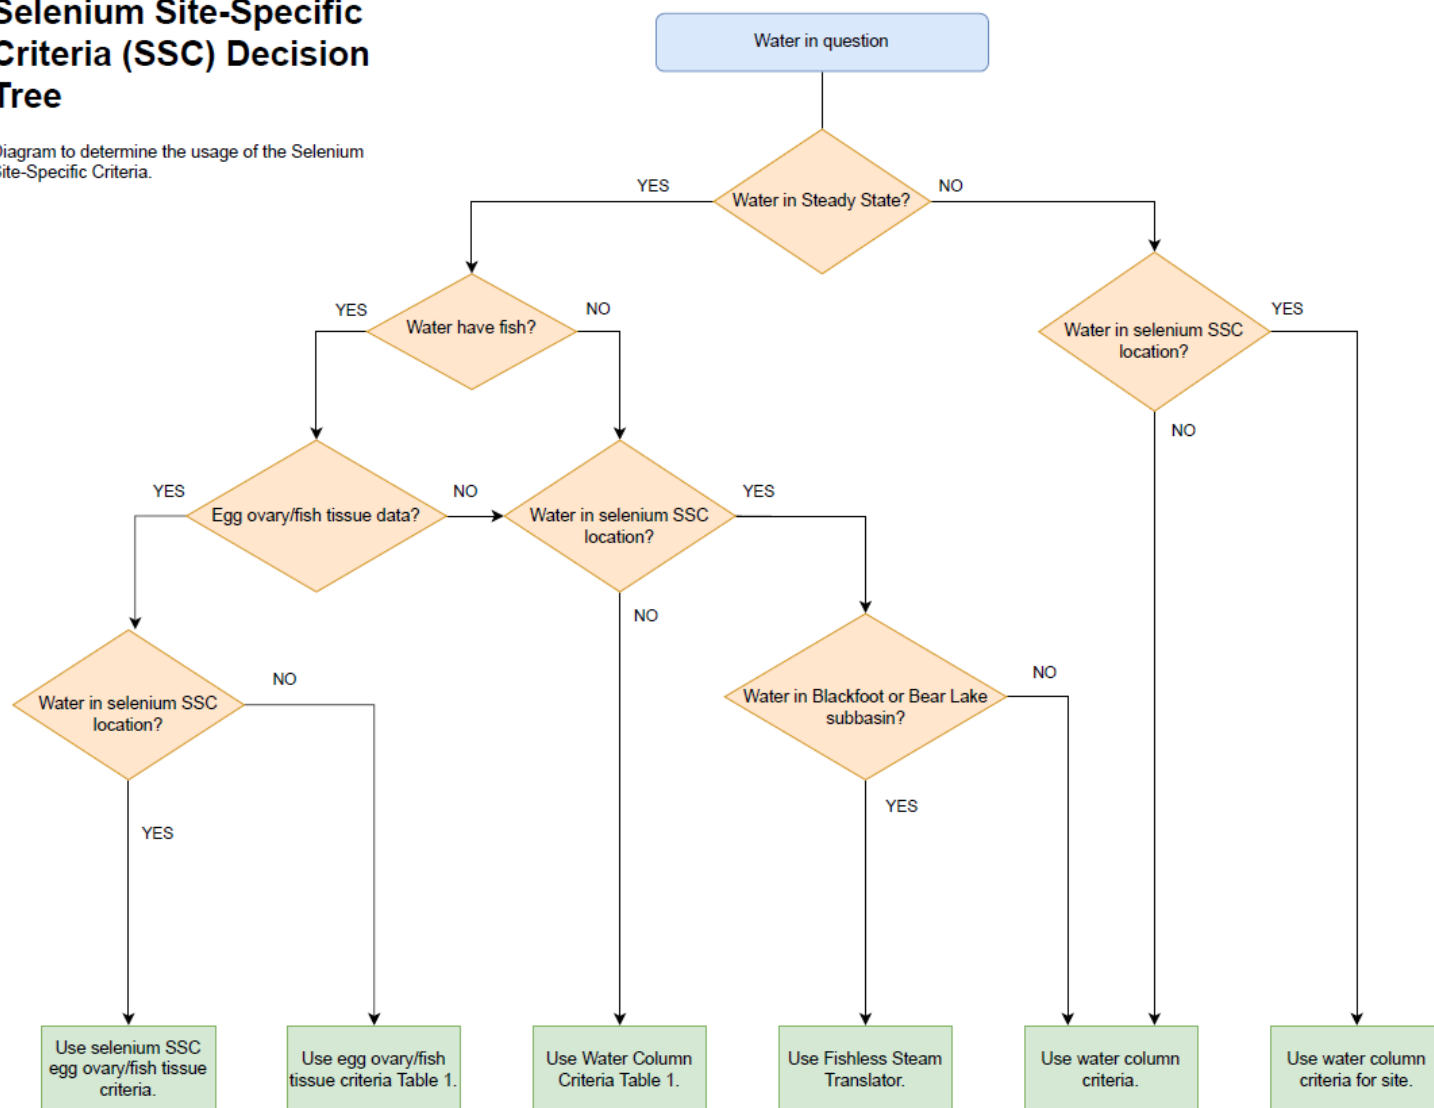 Selenium Site-Specific
Criteria (SSC) Decision
Tree
Diagram to determine the usage of the Selenium
Site-Specific Criteria.
Water in question
YES
Water in Steady State?
NO
YES
Water have fish?
NO
Water in selenium SSC
location?
YES
NO
YES
Egg ovary/fish tissue data?
NO
Water in selenium SSC
location?
YES
NO
Water in selenium SSC
location?
NO
YES
Water in Blackfoot or Bear Lake
subbasin?
NO
YES
Use selenium SSC
egg ovary/fish tissue
criteria.
Use egg ovary/fish
tissue criteria Table 1.
Use Water Column
Criteria Table 1.
Use Fishless Steam
Translator.
Use water column
criteria.
Use water column
criteria for site.